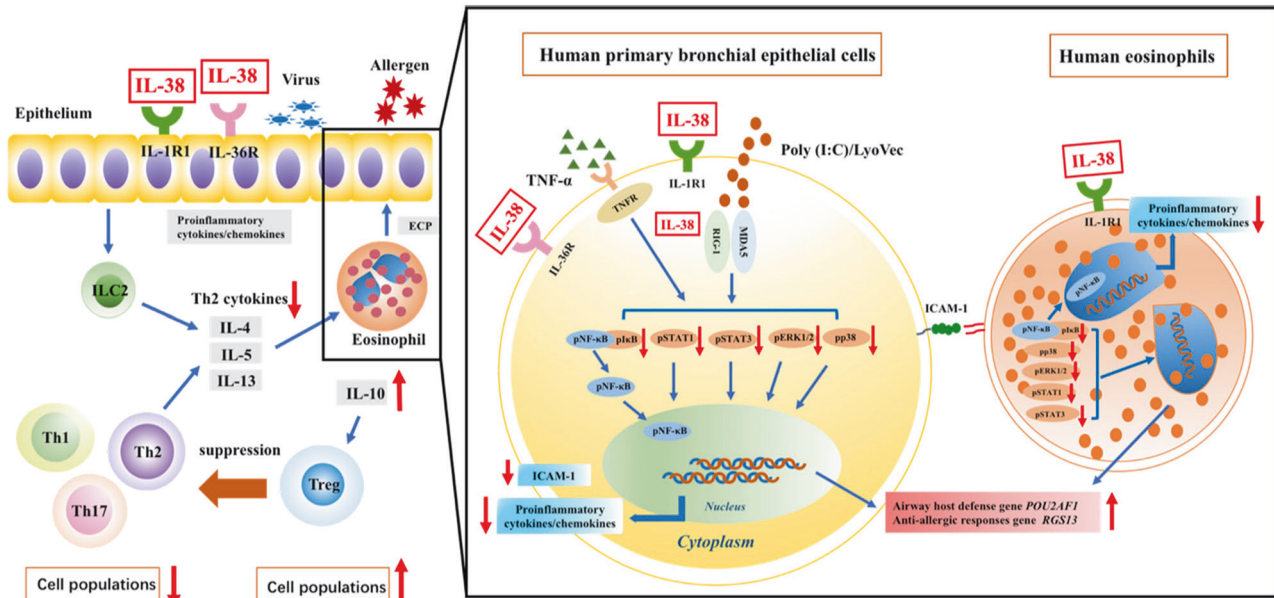 IL-38
IL-38
Virus
Allergen
Epithelium
IL-1R1
IL-36R
Proinflammatory
cytokines/chemokines
ECP
ILC2
Th2 cytokines
IL-4
IL-5
IL-13
Eosinophil
IL-10
Th1
Th2
suppression
Treg
Th17
Cell populations
Cell populations
Human primary bronchial epithelial cells
IL-38
Poly (I:C)/LyoVec
TNF-α
IL-1R1
TNFR
IL-38
IL-38
RIG-1
MDA5
IL-36R
pNF-κB
pIκB
pSTAT1
pSTAT3
pERK1/2
pp38
pNF-κB
pNF-κB
ICAM-1
Proinflammatory
cytokines/chemokines
Nucleus
Cytoplasm
ICAM-1
Human eosinophils
IL-38
IL-1R1
Proinflammatory
cytokines/chemokines
pNF-κB
pNF-κB
pIκB
pp38
pERK1/2
pSTAT1
pSTAT3
Airway host defense gene POU2AF1
Anti-allergic responses gene RGS13